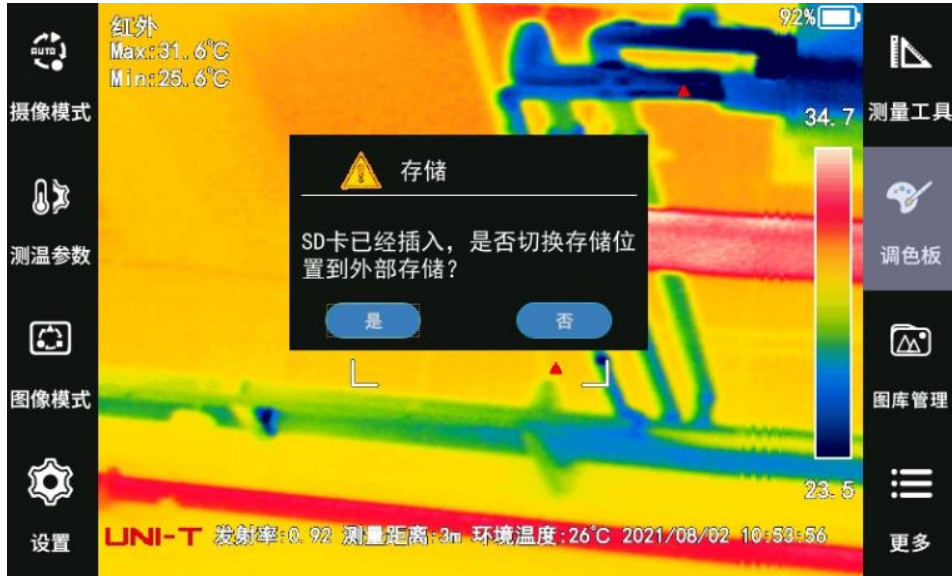 红外
Max:31.6℃
Min:25.6℃
92%
AUTO
摄像模式
测温参数
图像模式
设置
34.7
23.5
存储
SD卡已经插入，是否切换存储位
置到外部存储?
是
否
测量工具
调色板
图库管理
更多
UNI-T 发射率:0.92 测量距离:3m 环境温度:26℃ 2021/08/02 10:53:56